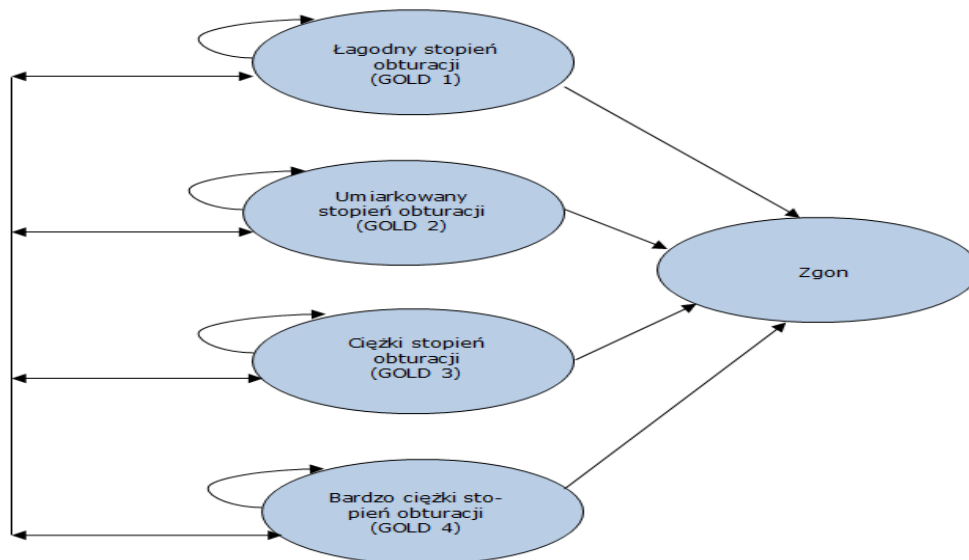 Łagodny stopień
obturacji
(GOLD 1)
Umiarkowany
stopień obturacji
(GOLD 2)
Zgon
Ciężki stopień
obturacji
(GOLD 3)
Bardzo ciężki sto-
pień obturacji
(GOLD 4)